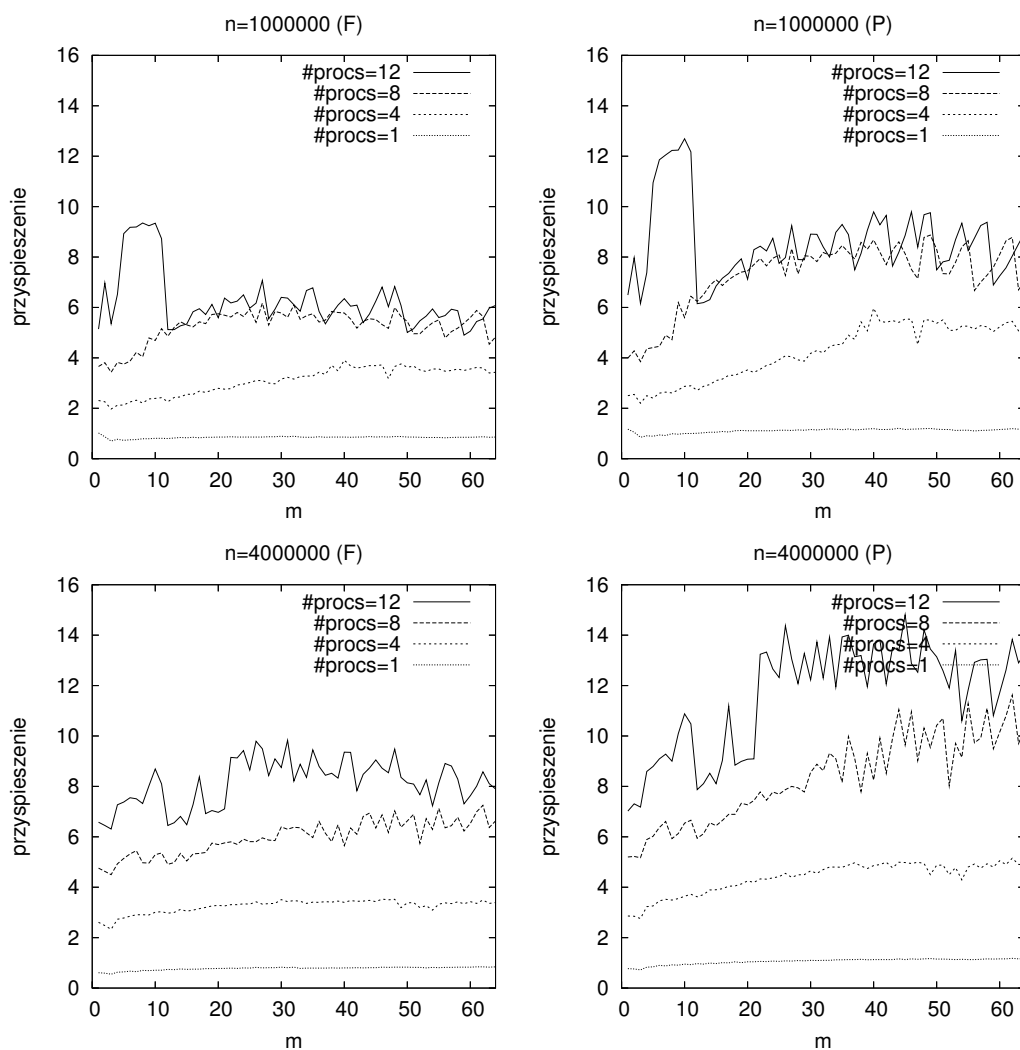 n=1000000 (F)
przyspieszenie
16
14
12
10
8
6
4
2
0
#procs=12
#procs=8
#procs=4
#procs=1
0 10 20 30 40 50 60
m
n=1000000 (P)
przyspieszenie
16
14
12
10
8
6
4
2
0
#procs=12
#procs=8
#procs=4
#procs=1
0 10 20 30 40 50 60
m
n=4000000 (F)
przyspieszenie
16
14
12
10
8
6
4
2
0
#procs=12
#procs=8
#procs=4
#procs=1
0 10 20 30 40 50 60
m
n=4000000 (P)
przyspieszenie
16
14
12
10
8
6
4
2
0
#procs=12
#procs=8
#procs=4
#procs=1
0 10 20 30 40 50 60
m